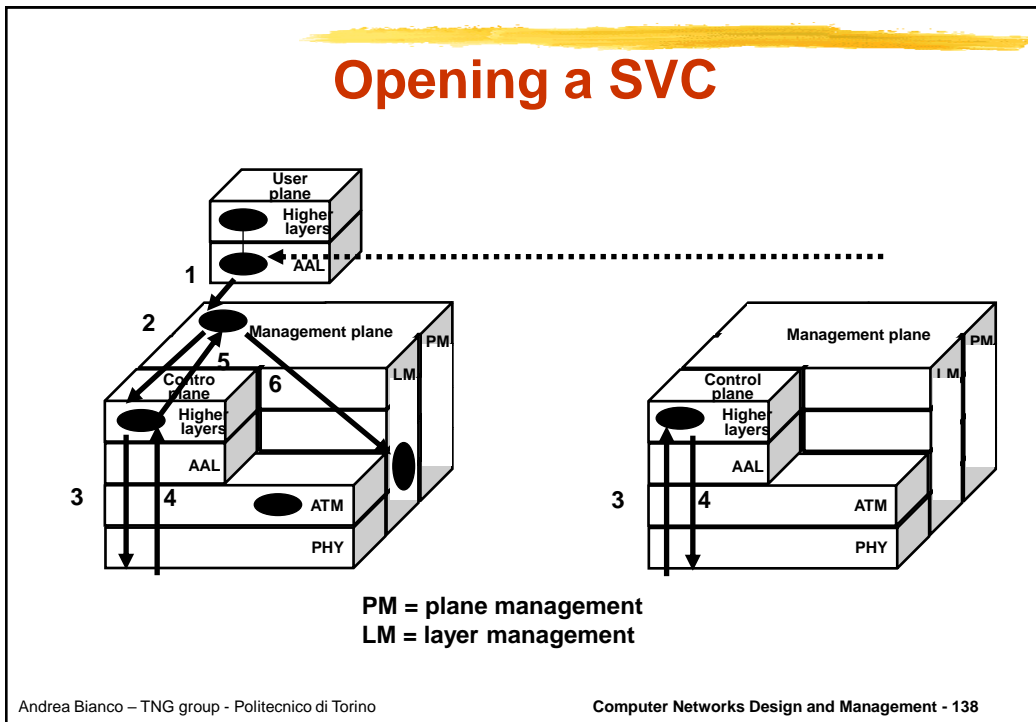 Opening a SVC
User
plane
Higher
layers
AAL
1
2
Management plane
PM
5
LM
Contro
plane
6
Higher
layers
AAL
3
4
ATM
PHY
Management plane
PM
LM
Control
plane
Higher
layers
AAL
3
4
ATM
PHY
PM = plane management
LM = layer management
Andrea Bianco – TNG group - Politecnico di Torino
Computer Networks Design and Management - 138